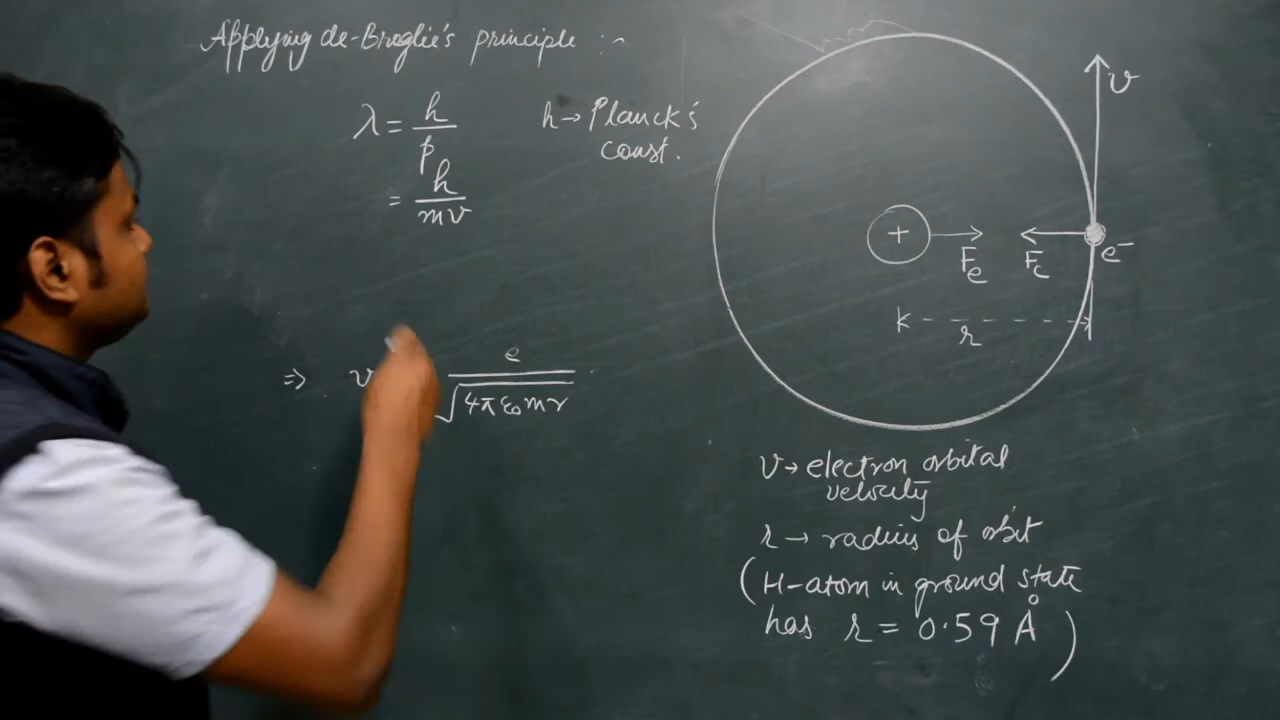 Applying de-Broglie's principle :~
λ = h/p
h → Planck's
const.
= h/mv
⇒ v e/√4πε₀mr
v
+
Fe
Fc
e⁻
r
v → electron orbital
velocity
r → radius of orbit
(H-atom in ground state
has r = 0.59 Å)